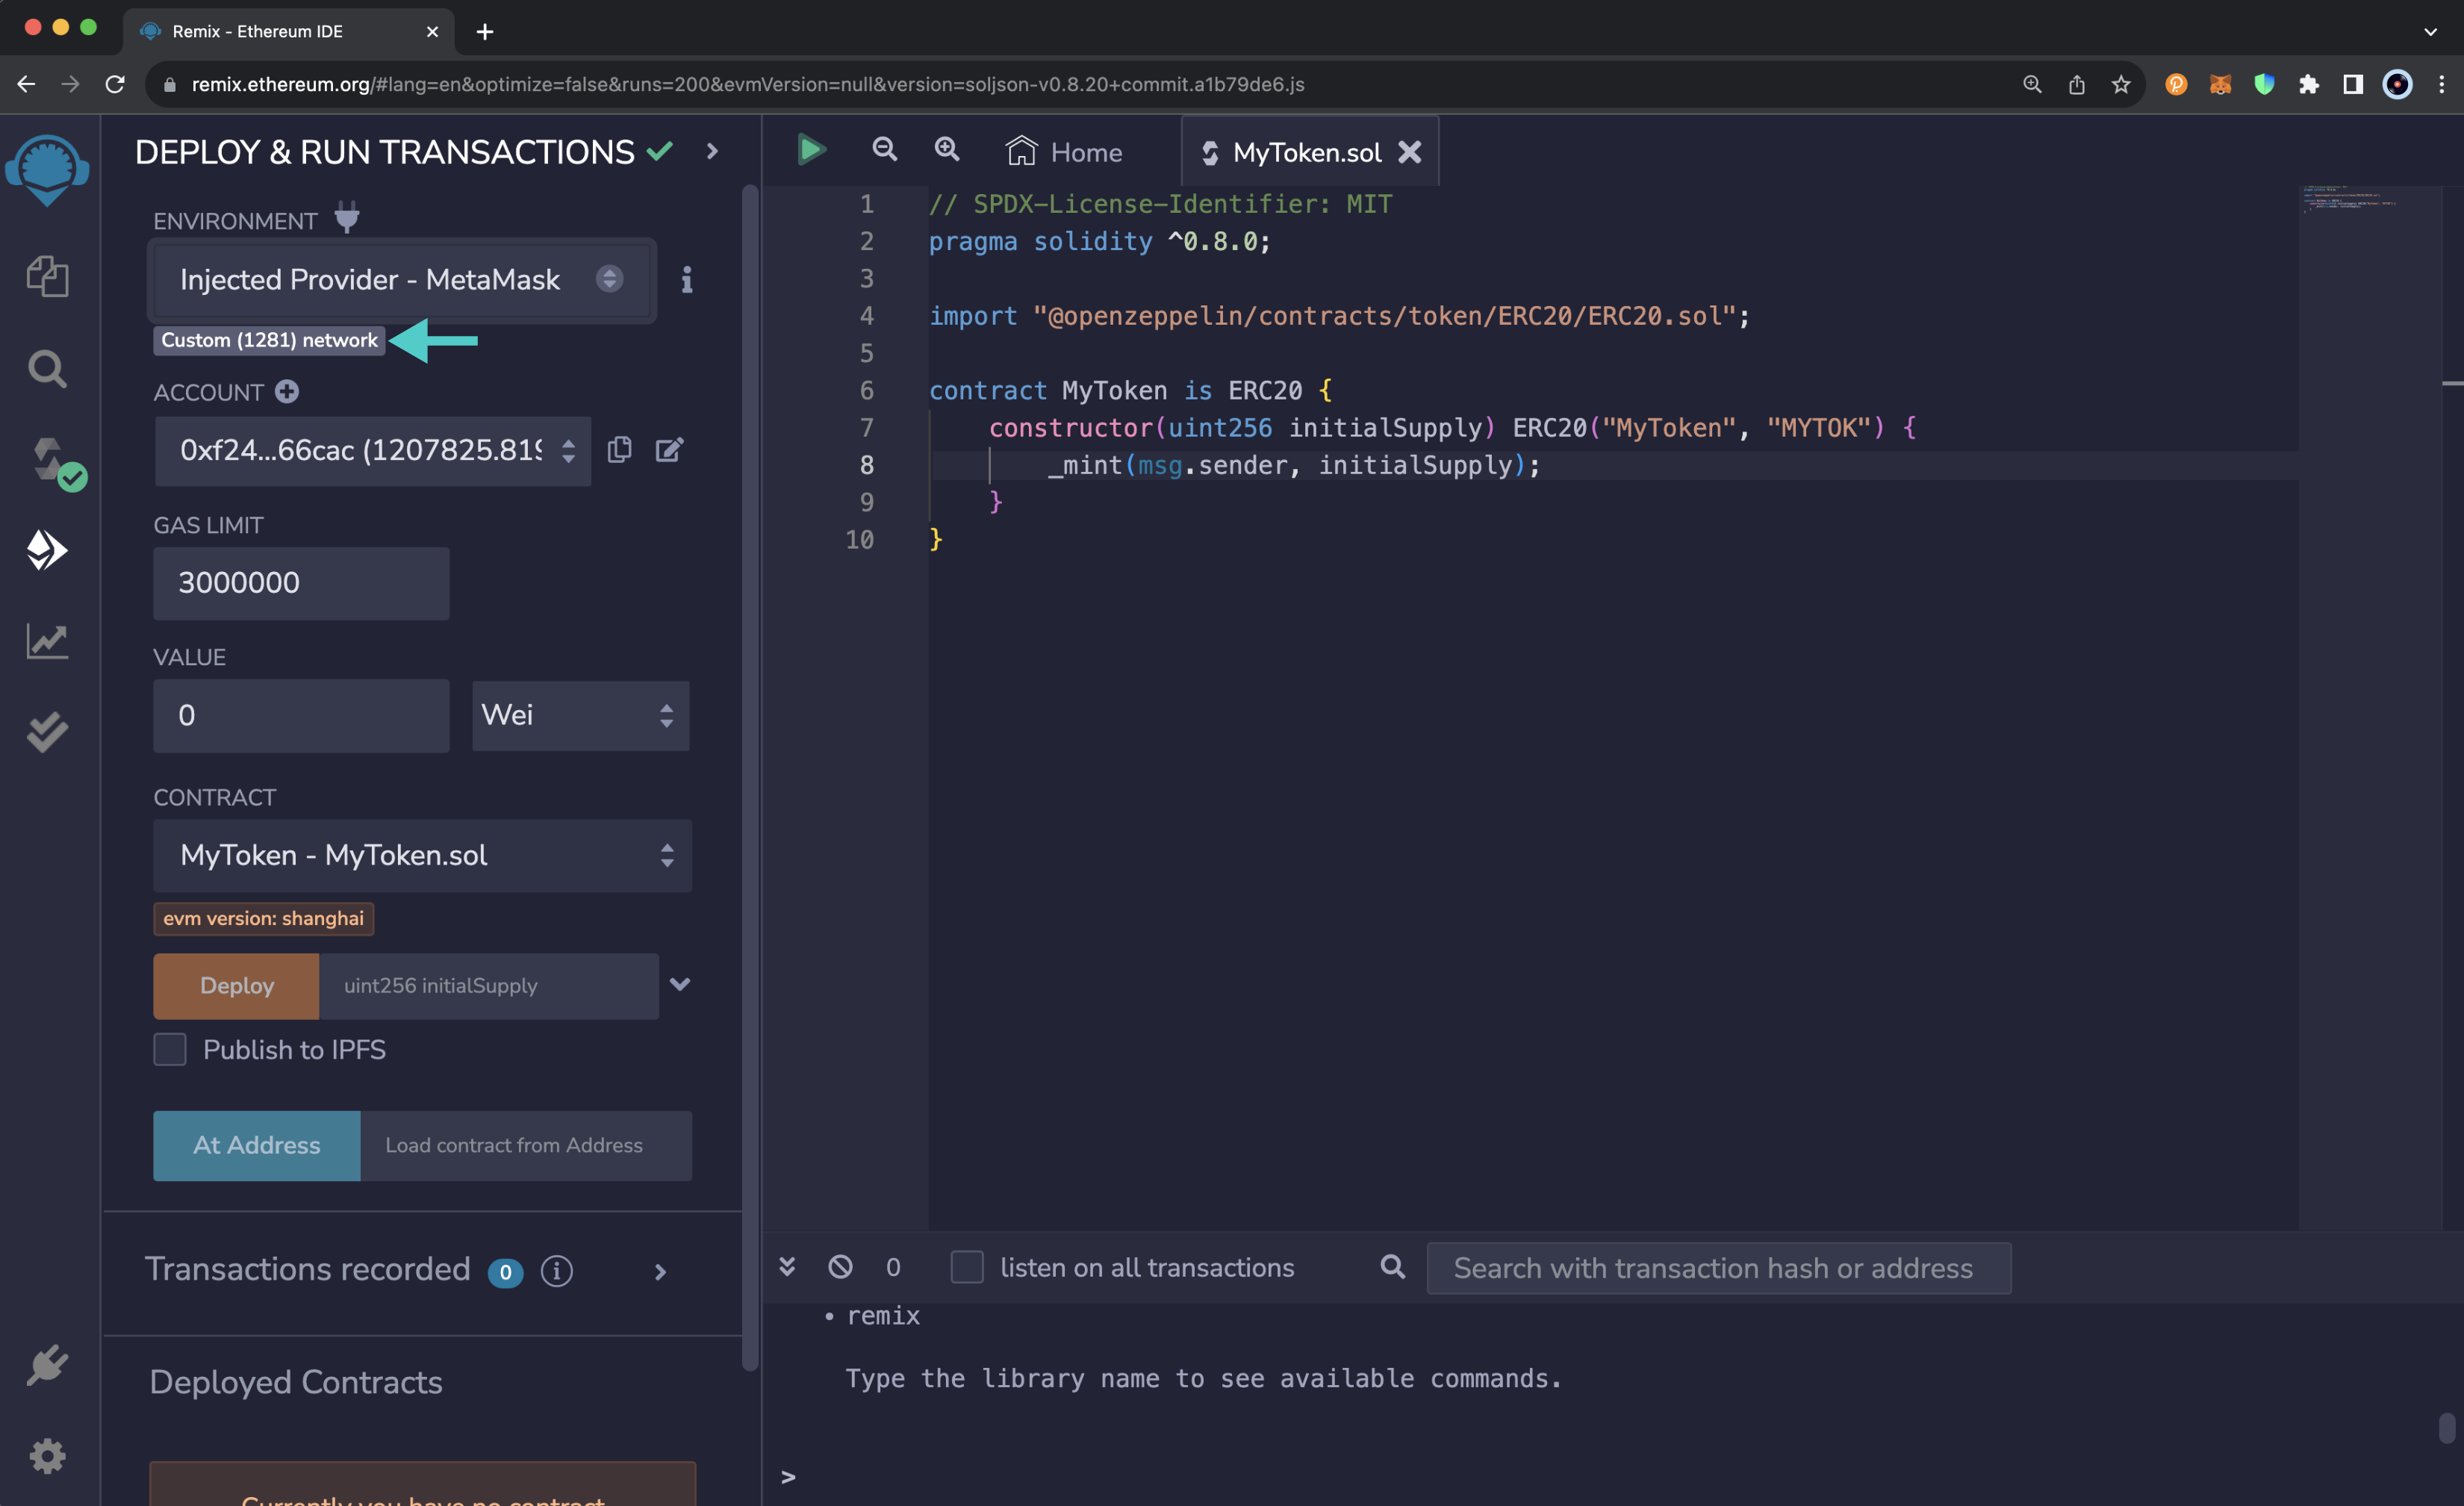 Remix - Ethereum IDE
remix.ethereum.org/#lang=en&optimize=false&runs=200&evmVersion=null&version=soljson-v0.8.20+commit.a1b79de6.js
DEPLOY & RUN TRANSACTIONS
ENVIRONMENT
Injected Provider - MetaMask
Custom (1281) network
ACCOUNT
0xf24...66cac (1207825.819
GAS LIMIT
3000000
VALUE
0
Wei
CONTRACT
MyToken - MyToken.sol
evm version: shanghai
Deploy
uint256 initialSupply
Publish to IPFS
At Address
Load contract from Address
Transactions recorded 0 i
Deployed Contracts
Currently you have no contract
Home
MyToken.sol
1 // SPDX-License-Identifier: MIT
2 pragma solidity ^0.8.0;
3
4 import "@openzeppelin/contracts/token/ERC20/ERC20.sol";
5
6 contract MyToken is ERC20 {
7 constructor(uint256 initialSupply) ERC20("MyToken", "MYTOK") {
8 _mint(msg.sender, initialSupply);
9 }
10 }
0
listen on all transactions
Search with transaction hash or address
• remix
Type the library name to see available commands.
>